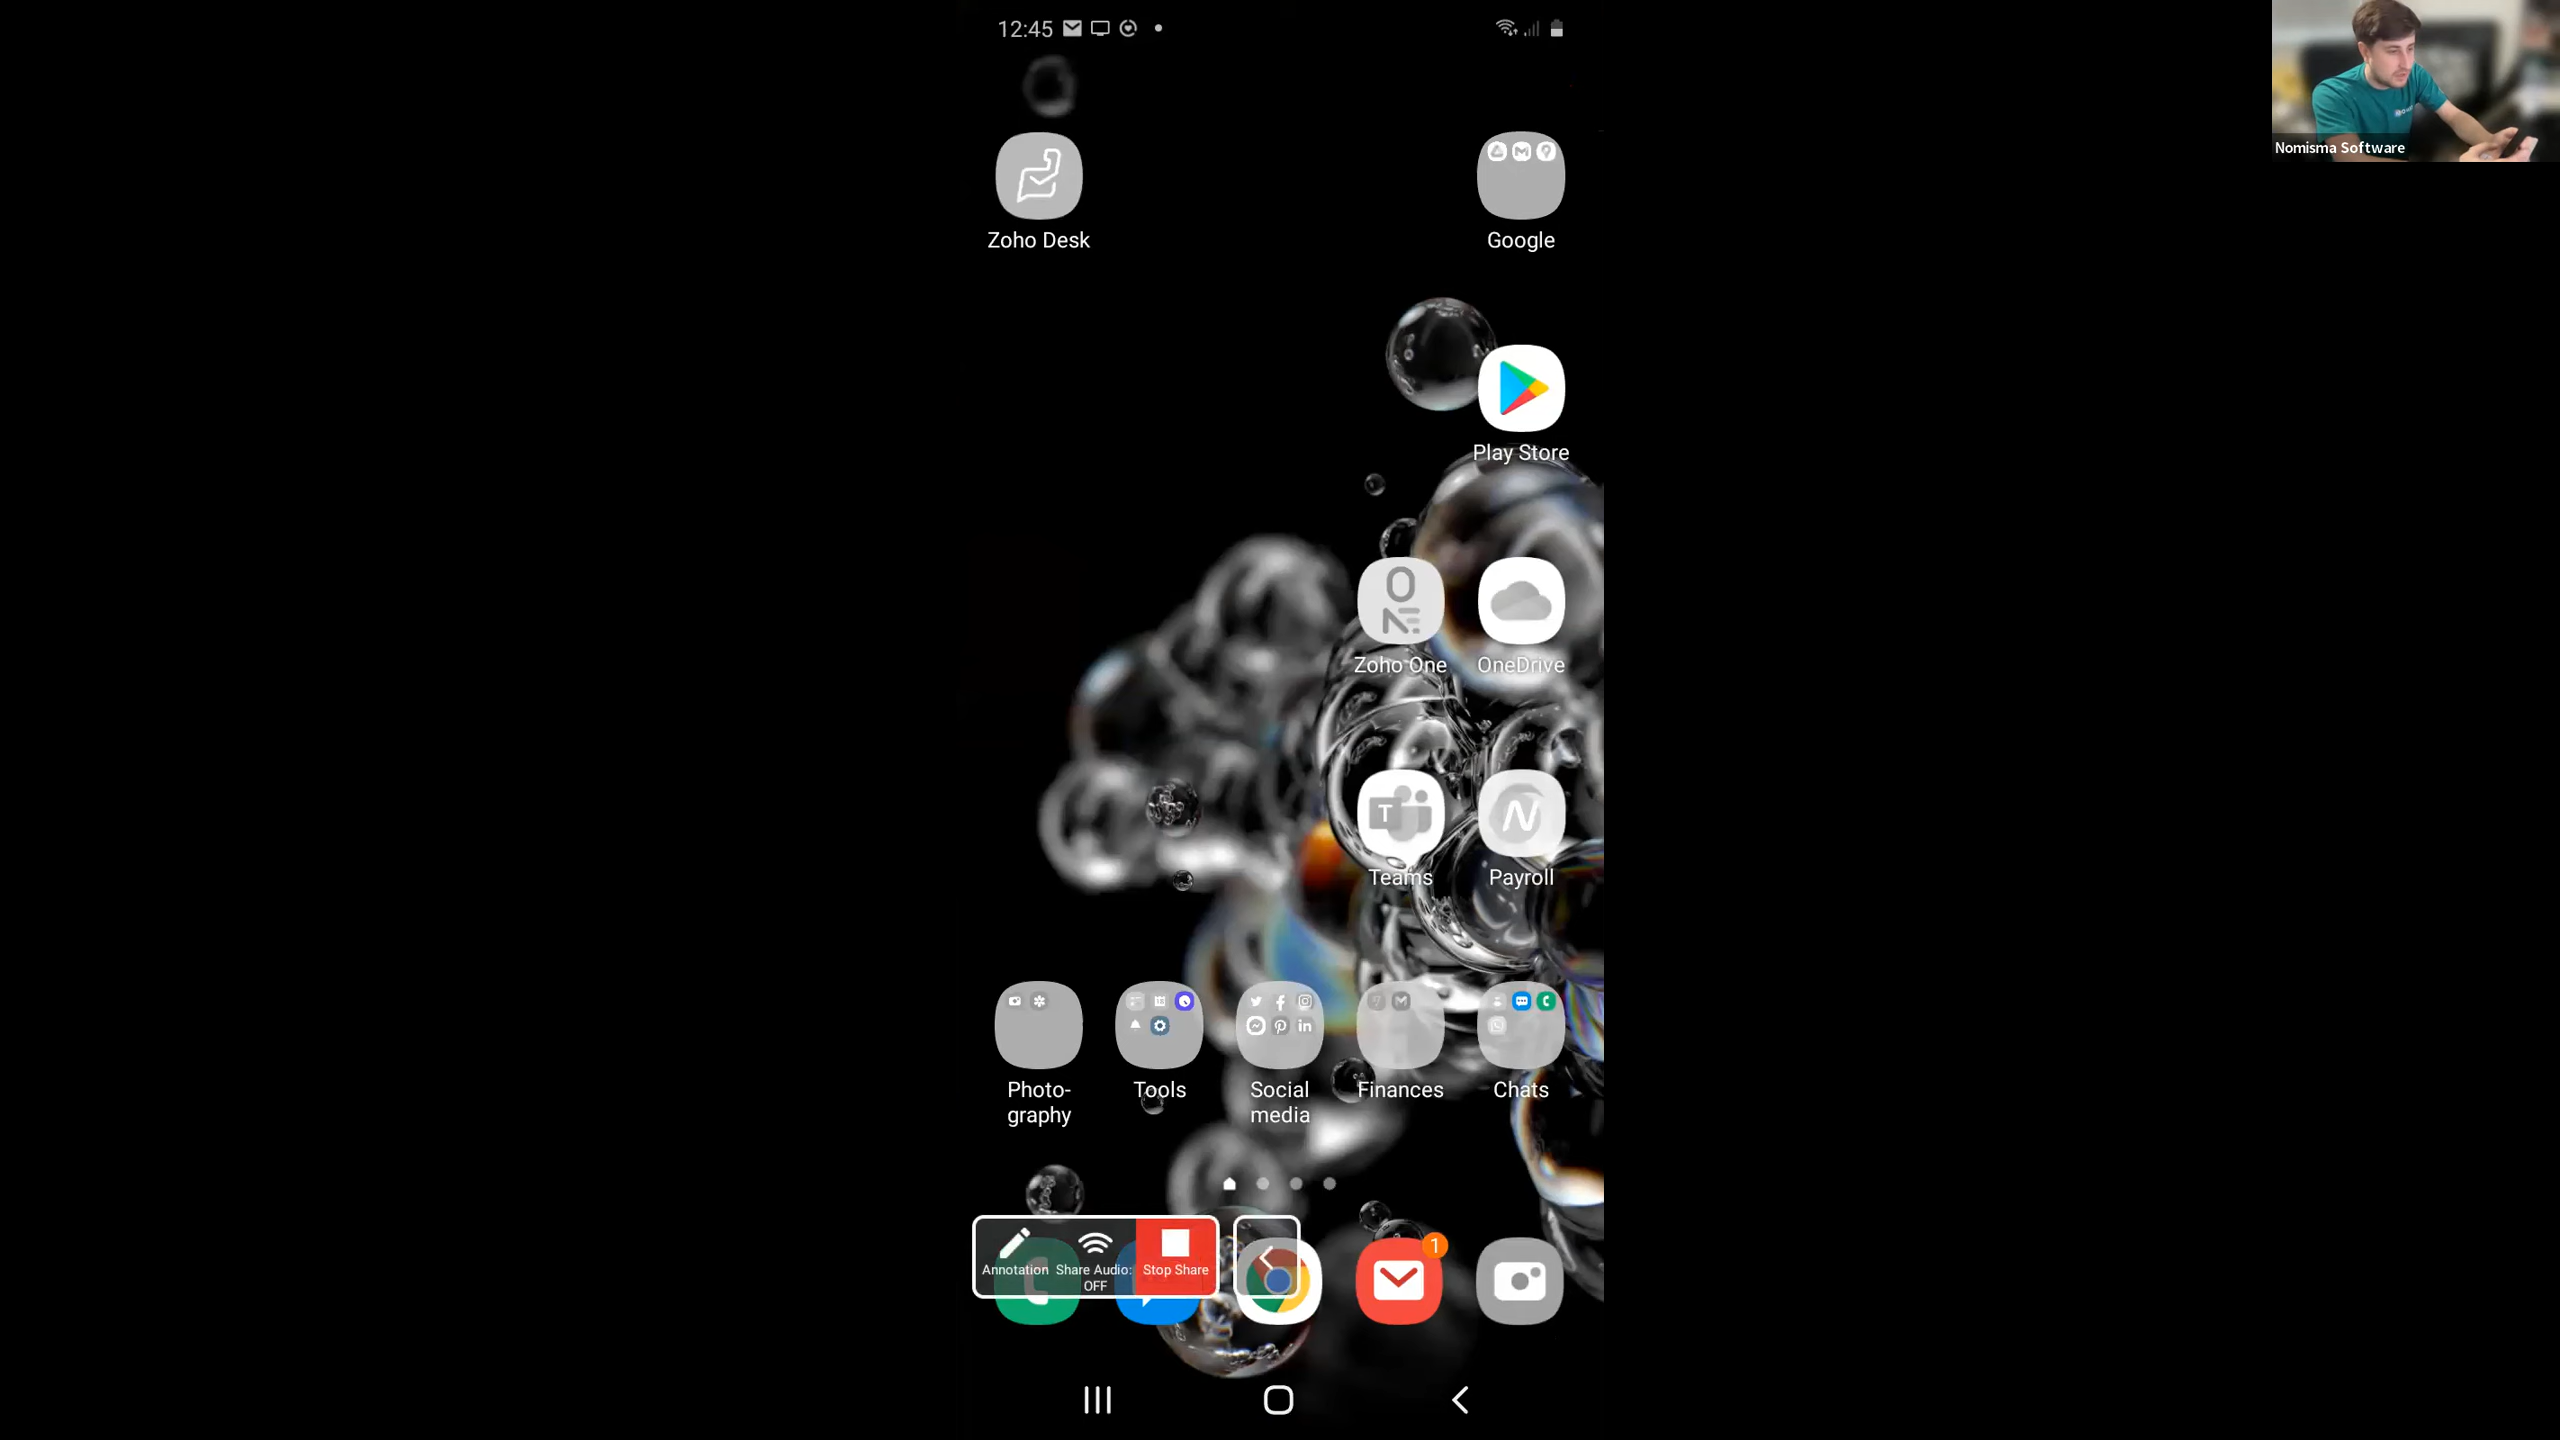 12:45
Nomisma Software
Zoho Desk
Google
Play Store
O
NE
Zoho One
OneDrive
T
N
Teams
Payroll
Photo-
graphy
Tools
Social
media
Finances
Chats
Annotation
Share Audio:
OFF
Stop Share
1